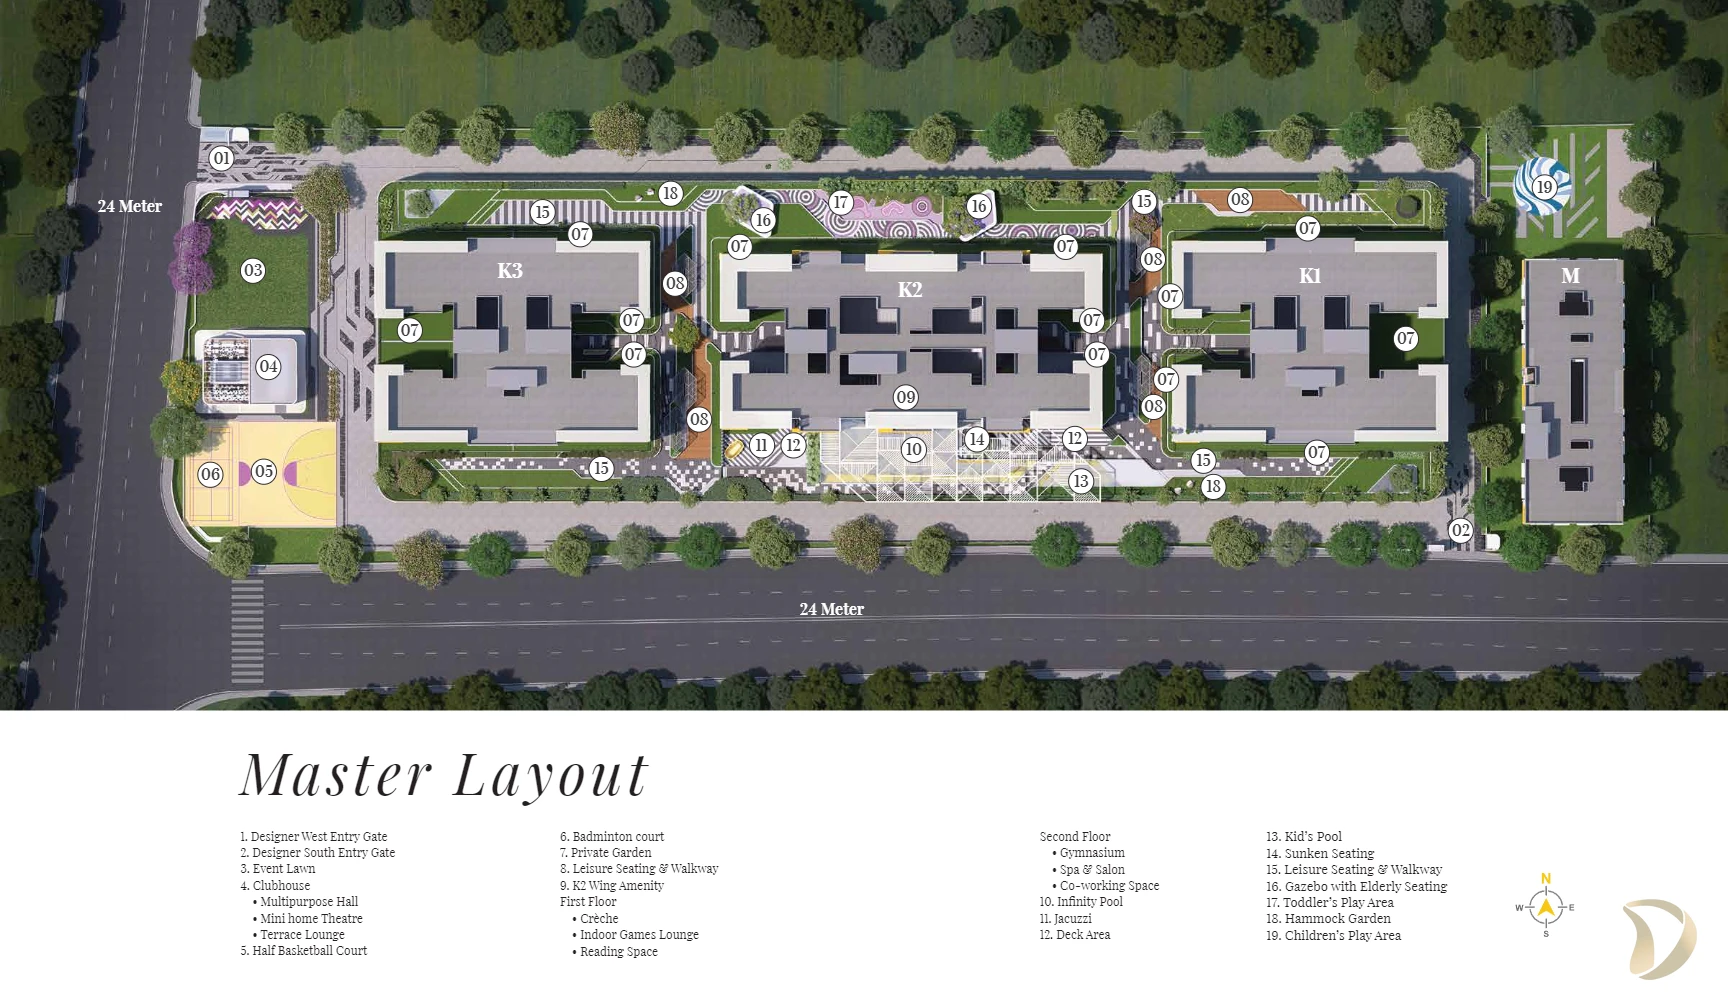 01
24 Meter
18
19
15
16
17
16
15
08
07
07
07
07
03
K3
08
K2
08
K1
M
07
07
07
07
07
07
07
07
04
09
07
08
08
11
12
14
12
10
06
05
15
15
07
13
18
02
24 Meter
Master Layout
1. Designer West Entry Gate
2. Designer South Entry Gate
3. Event Lawn
4. Clubhouse
• Multipurpose Hall
• Mini home Theatre
• Terrace Lounge
5. Half Basketball Court
6. Badminton court
7. Private Garden
8. Leisure Seating & Walkway
9. K2 Wing Amenity
First Floor
• Crèche
• Indoor Games Lounge
• Reading Space
Second Floor
• Gymnasium
• Spa & Salon
• Co-working Space
10. Infinity Pool
11. Jacuzzi
12. Deck Area
13. Kid's Pool
14. Sunken Seating
15. Leisure Seating & Walkway
16. Gazebo with Elderly Seating
17. Toddler's Play Area
18. Hammock Garden
19. Children's Play Area
N
W
E
S